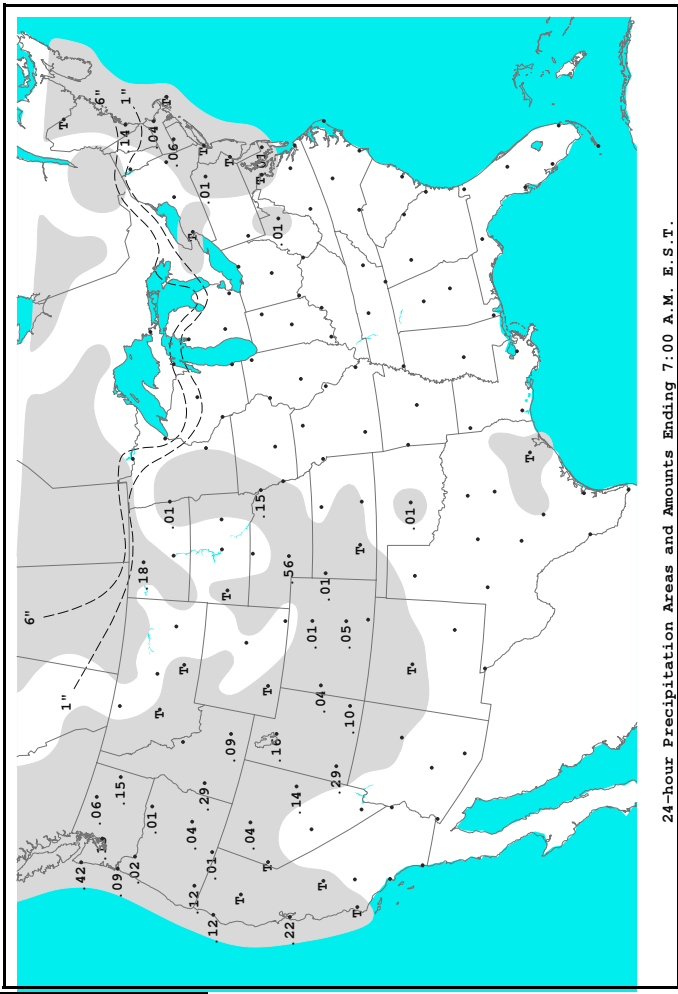 6"
T
1"
.42
.06
6"
.09
.15
.14
1"
.02
.18
.01
.04
T
T
.01
.06
T
.04
T
.12
.29
T
.01
.01
.12
T
T
.09
T
.04
.15
T
.01
T
T
.16
.01
.56
.22
.14
.01
.04
T
.01
.29
.05
.10
T
T
.01
T
T
24-hour Precipitation Areas and Amounts Ending 7:00 A.M. E.S.T.